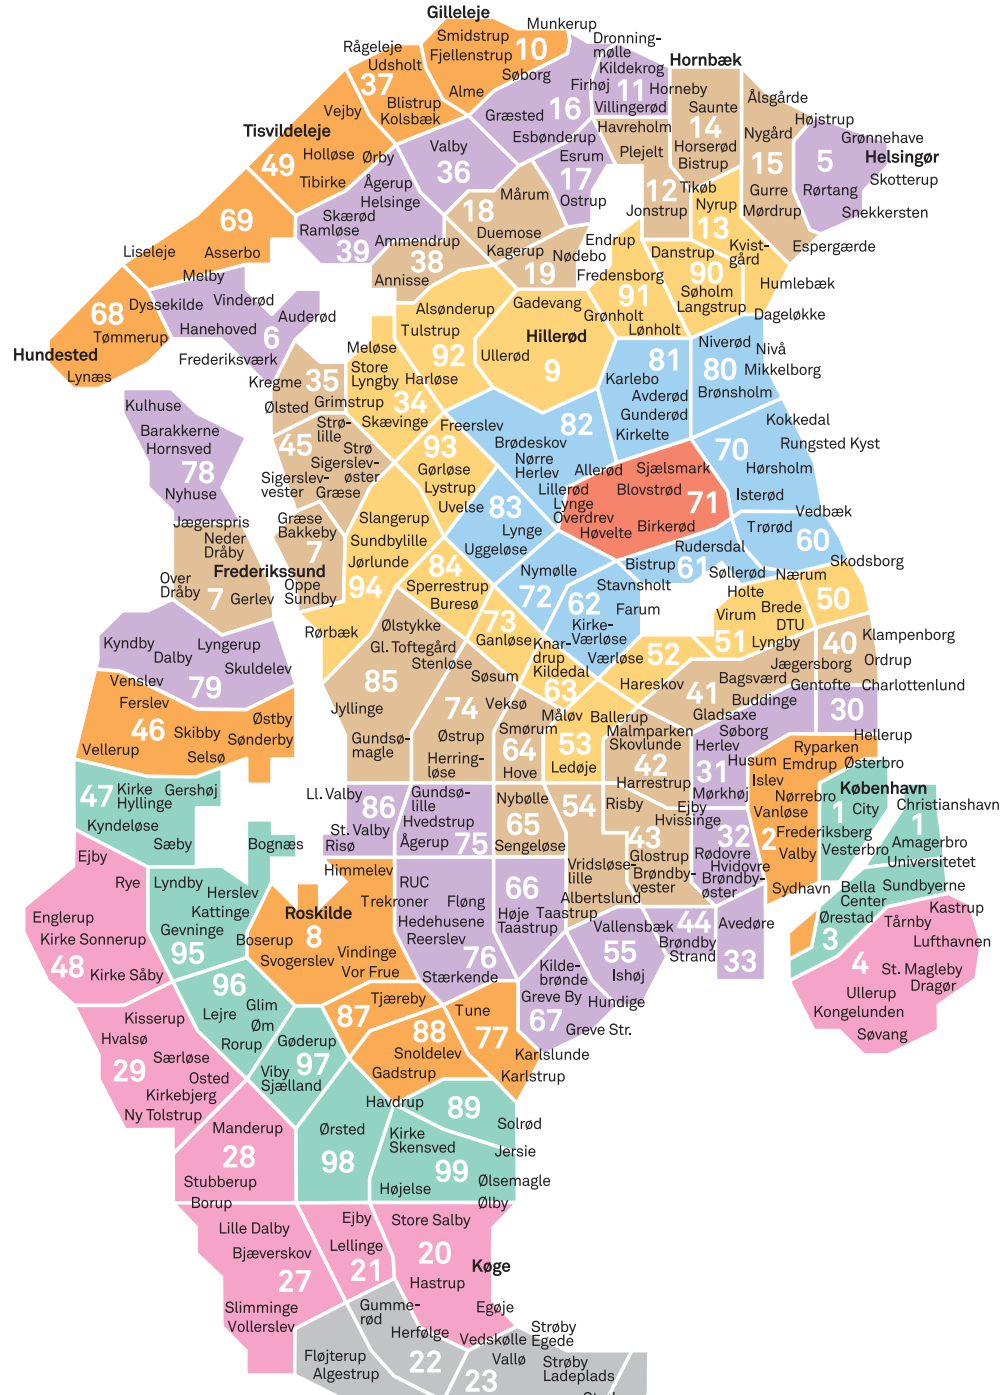 Gilleleje
Munkerup
Smidstrup
Fjellenstrup
10
Søborg
Alme
Rågeleje
Udsholt
37
Blistrup
Kolsbæk
Vejby
Dronning-
mølle
Kildekrog
Firhøj
11
Horneby
Villingerød
Hornbæk
Saunte
14
Horserød
Bistrup
Ålsgårde
Højstrup
Nygård
15
Gurre
Mørdrup
Grønnehave
5
Helsingør
Skotterup
Rørtang
Snekkersten
Espergærde
16
Græsted
Esbønderup
Havreholm
Plejelt
12
Jonstrup
Tikøb
Nyrup
13
Kvist-
gård
Tisvildeleje
49
Holløse
Ørby
Tibirke
Valby
36
Esrum
17
Ostrup
Ågerup
Helsinge
Skærød
Ramløse
39
Mårum
18
Duemose
Kagerup
Ammendrup
38
Annisse
Nødebo
19
Endrup
Fredensborg
91
Grønholt
Lønholt
Danstrup
90
Søholm
Langstrup
Humlebæk
Dageløkke
69
Liseleje
Asserbo
Melby
Dyssekilde
68
Tømmerup
Hundested
Lynæs
Vinderød
Auderød
Hanehoved
6
Frederiksværk
Alsønderup
Tulstrup
92
Harløse
Gadevang
Hillerød
Ullerød
9
Meløse
Store
Lyngby
34
Skævinge
Kregme
35
Grimstrup
Ølsted
81
Karlebo
Avderød
Gunderød
Kirkelte
Niverød
Nivå
80
Mikkelborg
Brønsholm
Kokkedal
70
Rungsted Kyst
Hørsholm
Isterød
Vedbæk
Kulhuse
Barakkerne
Hornsved
78
Nyhuse
Jægerspris
Strø-
lille
45
Strø
Sigerslev-
øster
Sigerslev-
vester
Græse
Freerslev
93
Gørløse
Lystrup
Uvelse
82
Brødeskov
Nørre
Herlev
Allerød
Lillerød
Lynge
Overdrev
Sjælsmark
Blovstrød
71
Birkerød
Høvelte
83
Lynge
Uggeløse
Græse
Bakkeby
7
Oppe
Sundby
Neder
Dråby
Frederikssund
Over
Dråby
7
Gerlev
Slangerup
Sundbylille
Jørlunde
94
Rørbæk
84
Sperrestrup
Buresø
Nymølle
72
Bistrup
Rudersdal
61
Søllerød
Trørød
60
Skodsborg
Nærum
Stavnsholt
62
Farum
Kirke-
Værløse
Holte
Virum
Brede
DTU
51
Lyngby
50
73
Ganløse
Knar-
drup
Kildedal
Værløse
52
Hareskov
Kyndby
Dalby
Lyngerup
Skuldelev
79
Venslev
Ferslev
46
Skibby
Østby
Sønderby
Vellerup
Selsø
Ølstykke
Gl. Toftegård
Stenløse
85
Jyllinge
Gundsø-
magle
Søsum
Veksø
74
Østrup
Herring-
løse
63
Måløv
Smørum
64
Hove
53
Ledøje
Ballerup
Malmparken
Skovlunde
42
Harrestrup
41
Bagsværd
Jægersborg
Buddinge
Gentofte
Gladsaxe
40
Klampenborg
Ordrup
Charlottenlund
30
Hellerup
Søborg
Herlev
31
Husum
Mørkhøj
Ryparken
Emdrup
Østerbro
Islev
Nørrebro
Vanløse
2
Frederiksberg
Valby
Sydhavn
København
1
City
Vesterbro
Christianshavn
1
Amagerbro
Universitetet
47
Kirke
Hyllinge
Gershøj
Kyndeløse
Sæby
Bognæs
Ll. Valby
86
St. Valby
Risø
Gundsø-
lille
Hvedstrup
Ågerup
75
Nybølle
65
Sengeløse
54
Risby
43
Glostrup
Brøndby-
vester
Ejby
Hvissinge
32
Rødovre
Hvidovre
Brøndby-
øster
Vridsløse-
lille
Albertslund
Ejby
Rye
Lyndby
Herslev
Kattinge
Gevninge
95
Englerup
Kirke Sonnerup
48
Kirke Såby
Himmelev
Roskilde
8
Boserup
Svogerslev
Vindinge
Vor Frue
RUC
Trekroner
Fløng
Hedehusene
Reerslev
76
Stærkende
66
Høje Taastrup
Taastrup
Vallensbæk
55
Ishøj
44
Brøndby
Strand
Avedøre
33
Bella
Center
Sundbyerne
Ørestad
3
Kastrup
Tårnby
Lufthavnen
4
St. Magleby
Dragør
Ullerup
Kongelunden
Søvang
Kilde-
brønde
Greve By
Hundige
67
Greve Str.
96
Glim
Lejre
Øm
Rorup
Gøderup
97
Viby
Sjælland
Tjæreby
87
88
Snoldelev
Gadstrup
Tune
77
Karlslunde
Karlstrup
Kisserup
Hvalsø
Særløse
29
Osted
Kirkebjerg
Ny Tolstrup
Manderup
28
Stubberup
Borup
Ørsted
98
Havdrup
89
Solrød
Kirke
Skensved
Jersie
99
Ølsemagle
Højelse
Ølby
Lille Dalby
Bjæverskov
27
Slimminge
Vollerslev
Ejby
Lellinge
21
Store Salby
20
Køge
Hastrup
Egøje
Gumme-
rød
Herfølge
22
Fløjterup
Algestrup
Vedskølle
Strøby
Egede
Vallø
23
Strøby
Ladeplads